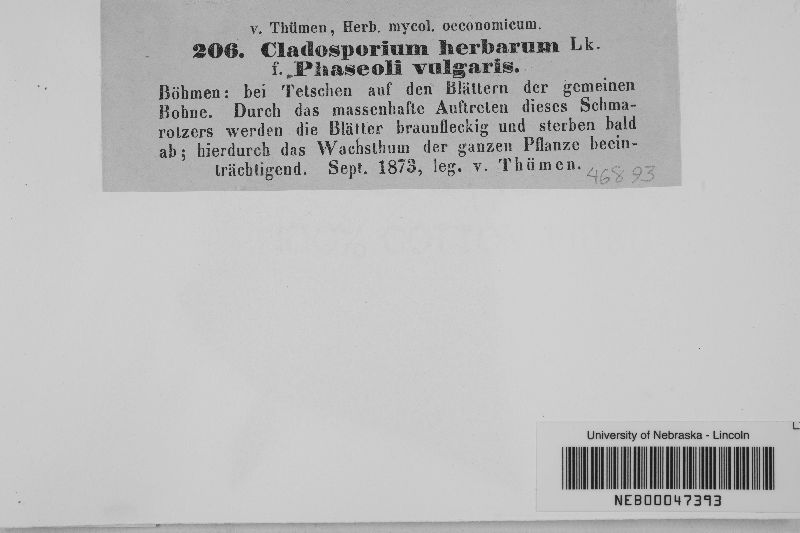 v. Thümen, Herb. mycol. oeconomicum.
206. Cladosporium herbarum Lk.
f. Phaseoli vulgaris.
Böhmen: bei Tetschen auf den Blättern der gemeinen
Bohne. Durch das massenhafte Auftreten dieses Schma-
rotzers werden die Blätter braunfleckig und sterben bald
ab; hierdurch das Wachsthum der ganzen Pflanze beein-
trächtigend. Sept. 1873, leg. v. Thümen.
46893
University of Nebraska - Lincoln
NEB00047393